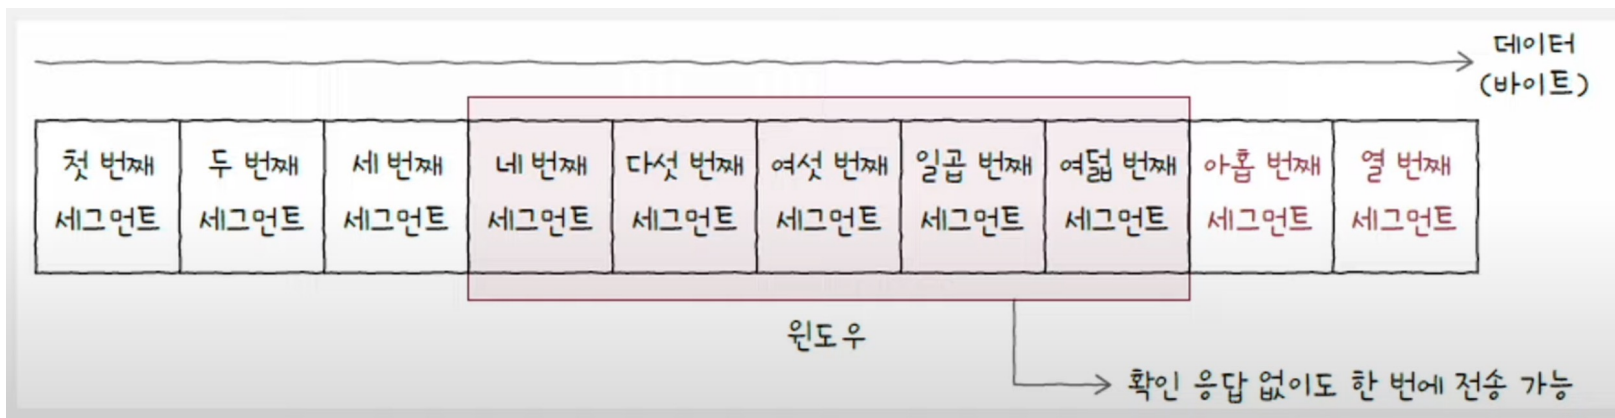 데이터
(바이트)
첫 번째
세그먼트
두 번째
세그먼트
세 번째
세그먼트
네 번째
세그먼트
다섯 번째
세그먼트
여섯 번째
세그먼트
일곱 번째
세그먼트
여덟 번째
세그먼트
아홉 번째
세그먼트
열 번째
세그먼트
윈도우
확인 응답 없이도 한 번에 전송 가능